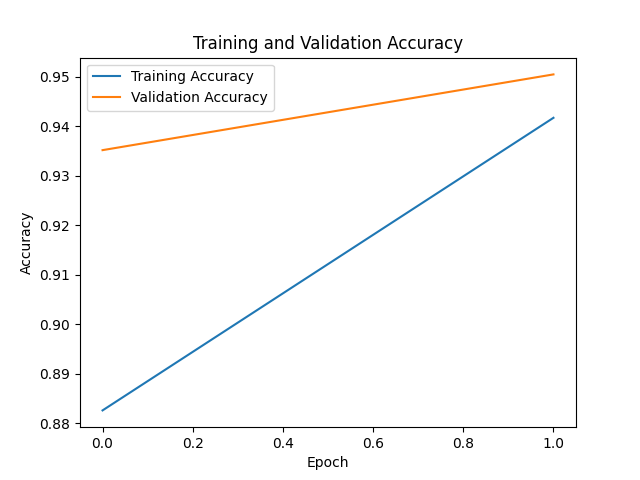 Training and Validation Accuracy
Training Accuracy
Validation Accuracy
0.95
0.94
0.93
0.92
0.91
0.90
0.89
0.88
Accuracy
0.0 0.2 0.4 0.6 0.8 1.0
Epoch